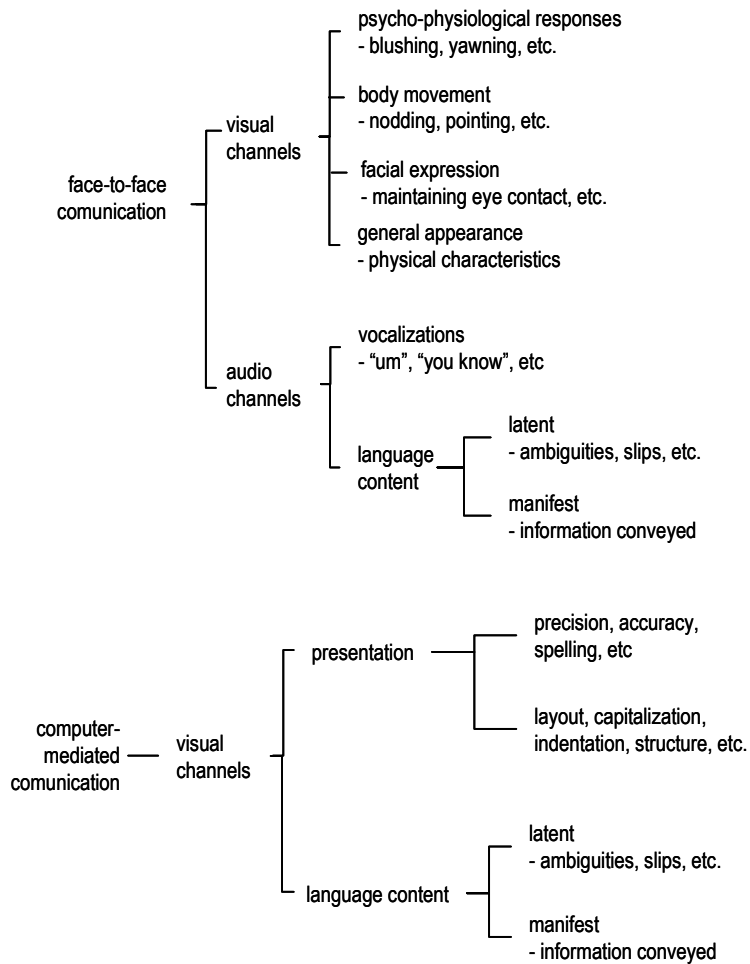 psycho-physiological responses
- blushing, yawning, etc.
body movement
- nodding, pointing, etc.
visual
channels
facial expression
- maintaining eye contact, etc.
face-to-face
comunication
general appearance
- physical characteristics
vocalizations
- “um”, “you know”, etc
audio
channels
latent
- ambiguities, slips, etc.
language
content
manifest
- information conveyed
precision, accuracy,
spelling, etc
presentation
layout, capitalization,
indentation, structure, etc.
computer-
mediated
comunication
visual
channels
latent
- ambiguities, slips, etc.
language content
manifest
- information conveyed